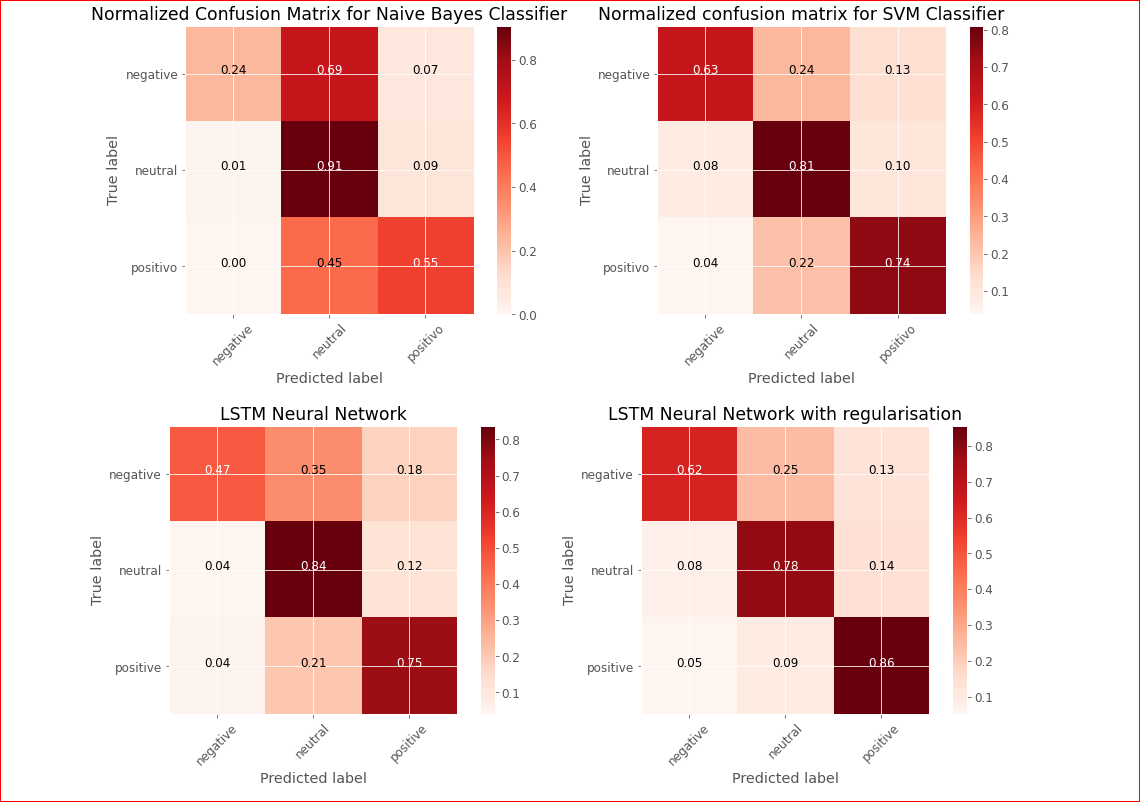 Normalized Confusion Matrix for Naive Bayes Classifier
True label
negative 0.24 0.69 0.07
neutral 0.01 0.91 0.09
positivo 0.00 0.45 0.55
negative neutral positivo
Predicted label
0.8
0.6
0.4
0.2
0.0
Normalized confusion matrix for SVM Classifier
True label
negative 0.63 0.24 0.13
neutral 0.08 0.81 0.10
positivo 0.04 0.22 0.74
negative neutral positivo
Predicted label
0.8
0.7
0.6
0.5
0.4
0.3
0.2
0.1
LSTM Neural Network
True label
negative 0.47 0.35 0.18
neutral 0.04 0.84 0.12
positive 0.04 0.21 0.75
negative neutral positive
Predicted label
0.8
0.7
0.6
0.5
0.4
0.3
0.2
0.1
LSTM Neural Network with regularisation
True label
negative 0.62 0.25 0.13
neutral 0.08 0.78 0.14
positive 0.05 0.09 0.86
negative neutral positive
Predicted label
0.8
0.7
0.6
0.5
0.4
0.3
0.2
0.1